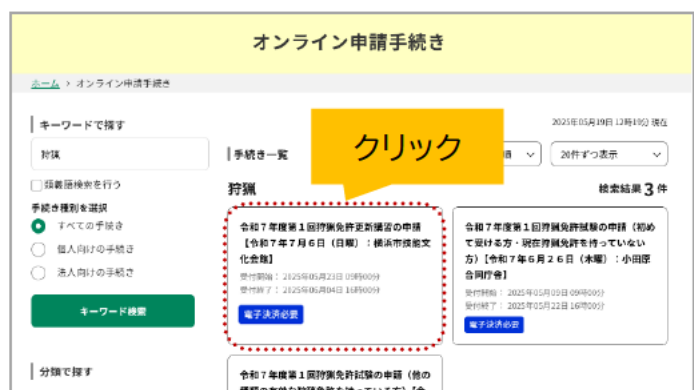 オンライン申請手続き
ホーム › オンライン申請手続き
キーワードで探す
狩猟
類義語検索を行う
手続き種別を選択
すべての手続き
個人向けの手続き
法人向けの手続き
キーワード検索
分類で探す
2025年05月19日 12時19分 現在
手続き一覧
クリック
順
20件ずつ表示
狩猟
検索結果 3 件
令和7年度第1回狩猟免許更新講習の申請
【令和7年7月6日（日曜）：横浜市技能文
化会館】
受付開始：2025年05月23日 09時00分
受付終了：2025年06月04日 16時00分
電子決済必要
令和7年度第1回狩猟免許試験の申請（初め
て受ける方・現在狩猟免許を持っていない
方）【令和7年6月26日（木曜）：小田原
合同庁舎】
受付開始：2025年05月09日 09時00分
受付終了：2025年05月22日 16時00分
電子決済必要
令和7年度第1回狩猟免許試験の申請（他の